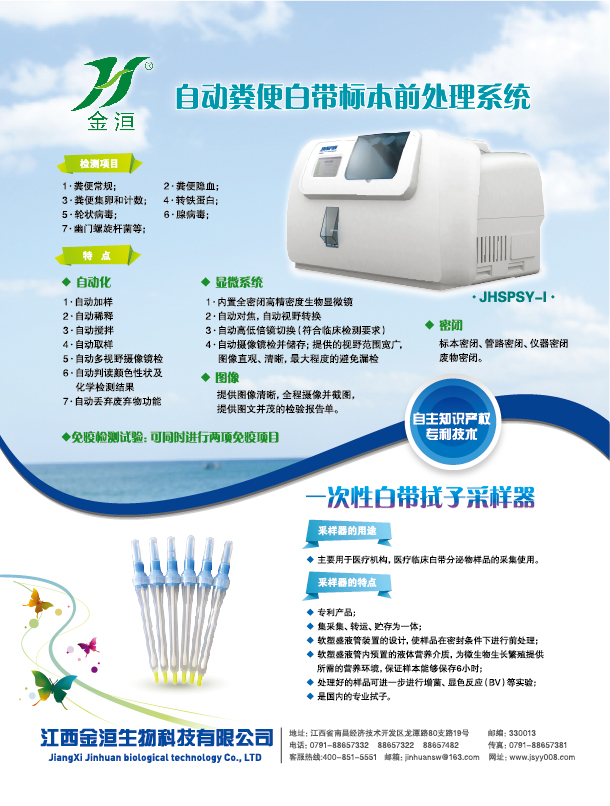 金洹
自动粪便白带标本前处理系统
检测项目
1·粪便常规; 2·粪便隐血;
3·粪便集卵和计数; 4·转铁蛋白;
5·轮状病毒; 6·腺病毒;
7·幽门螺旋杆菌等;
特 点
◆ 自动化
1·自动加样
2·自动稀释
3·自动搅拌
4·自动取样
5·自动多视野摄像镜检
6·自动判读颜色性状及
化学检测结果
7·自动丢弃废弃物功能
◆ 显微系统
1·内置全密闭高精密度生物显微镜
2·自动对焦,自动视野转换
3·自动高低倍镜切换(符合临床检测要求)
4·自动摄像镜检并储存;提供的视野范围宽广,
图像直观、清晰,最大程度的避免漏检
◆ 图像
提供图像清晰,全程摄像并截图,
提供图文并茂的检验报告单。
·JHSPSY-I·
◆ 密闭
标本密闭、管路密闭、仪器密闭
废物密闭。
◆免疫检测试验:可同时进行两项免疫项目
自主知识产权
专利技术
一次性白带拭子采样器
采样器的用途
◆ 主要用于医疗机构,医疗临床白带分泌物样品的采集使用。
采样器的特点
◆ 专利产品;
◆ 集采集、转运、贮存为一体;
◆ 软塑盛液管装置的设计,使样品在密封条件下进行前处理;
◆ 软塑盛液管内预置的液体营养介质,为微生物生长繁殖提供
所需的营养环境,保证样本能够保存6小时;
◆ 处理好的样品可进一步进行增菌、显色反应(BV)等实验;
◆ 是国内的专业拭子。
江西金洹生物科技有限公司
JiangXi Jinhuan biological technology Co., LTD
地址:江西省南昌经济技术开发区龙潭路80支路19号 邮编:330013
电话:0791-88657332 88657322 88657482 传真:0791-88657381
客服热线:400-851-5551 邮箱:jinhuansw@163.com 网址:www.jsyy008.com